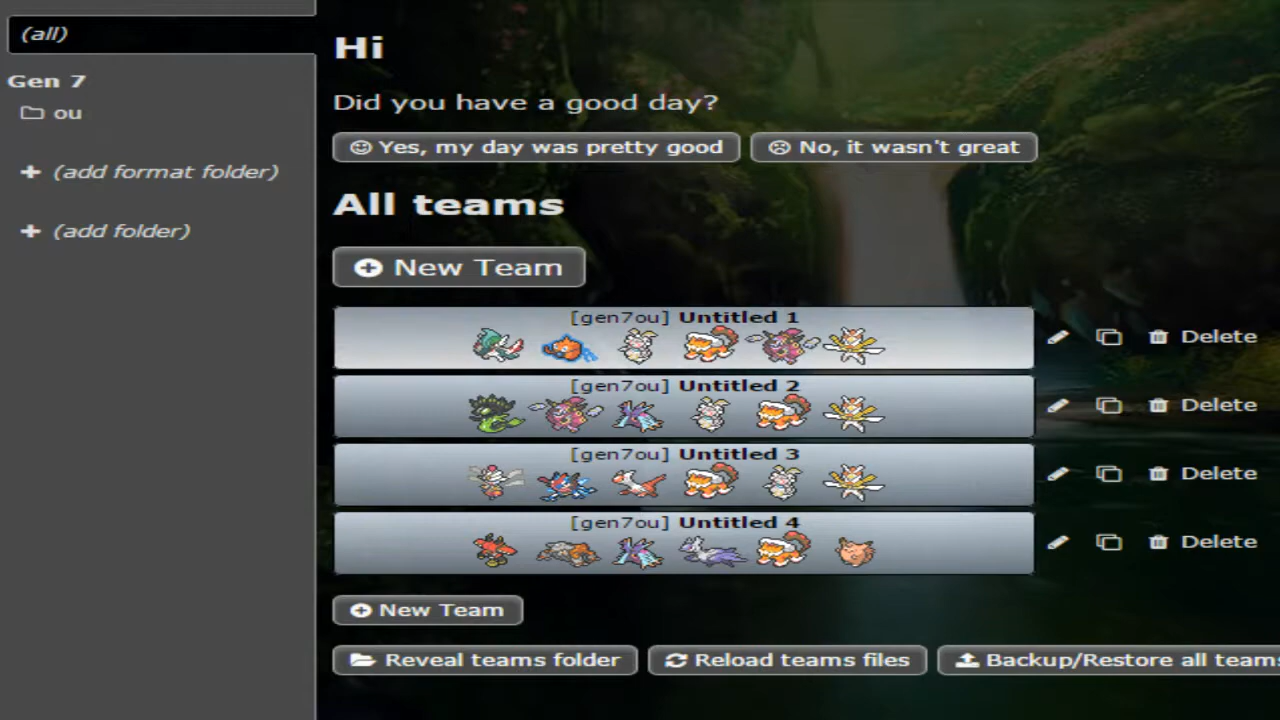 (all)
Gen 7
ou
(add format folder)
(add folder)
Hi
Did you have a good day?
Yes, my day was pretty good
No, it wasn't great
All teams
New Team
[gen7ou] Untitled 1
Delete
[gen7ou] Untitled 2
Delete
[gen7ou] Untitled 3
Delete
[gen7ou] Untitled 4
Delete
New Team
Reveal teams folder
Reload teams files
Backup/Restore all teams